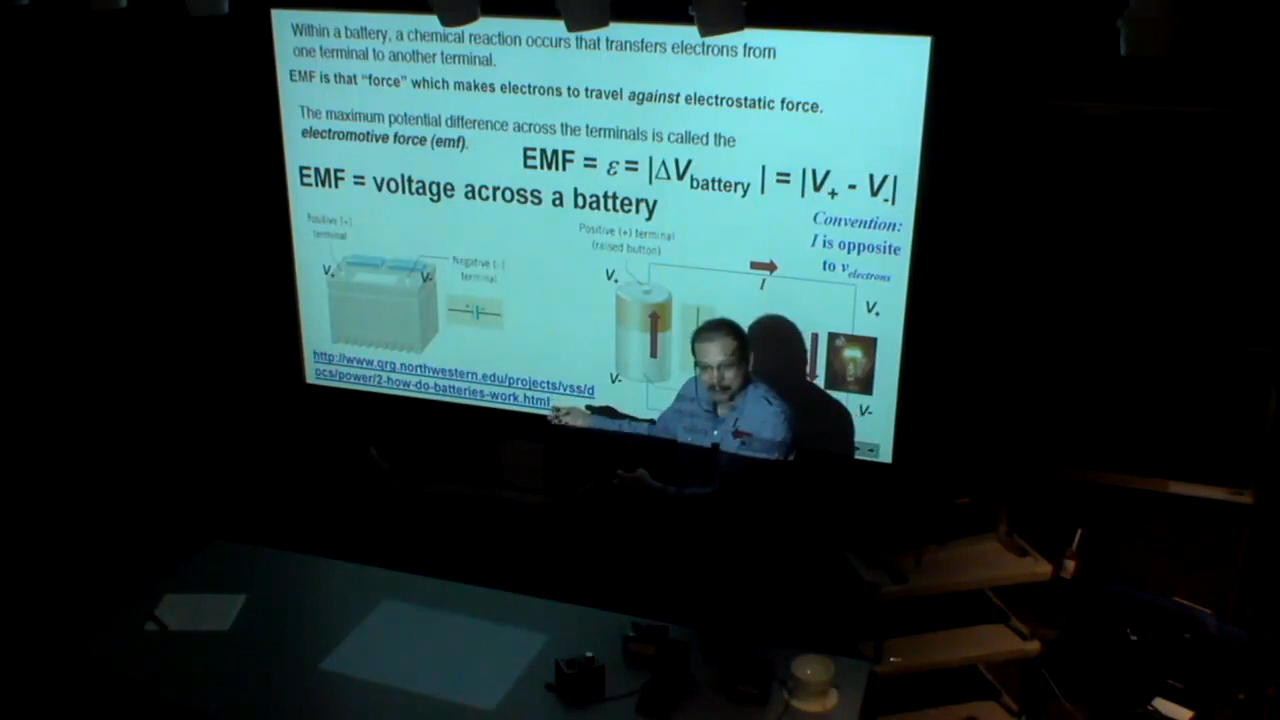 Within a battery, a chemical reaction occurs that transfers electrons from
one terminal to another terminal.
EMF is that “force” which makes electrons to travel against electrostatic force.
The maximum potential difference across the terminals is called the
electromotive force (emf).
EMF = ε = |ΔVbattery | = |V+ - V-|
EMF = voltage across a battery
Positive (+)
terminal
V+
V-
Negative (-)
terminal
Positive (+) terminal
(raised button)
V+
V-
I
Convention:
I is opposite
to velectrons
V+
V-
http://www.qrg.northwestern.edu/projects/vss/d
ocs/power/2-how-do-batteries-work.html